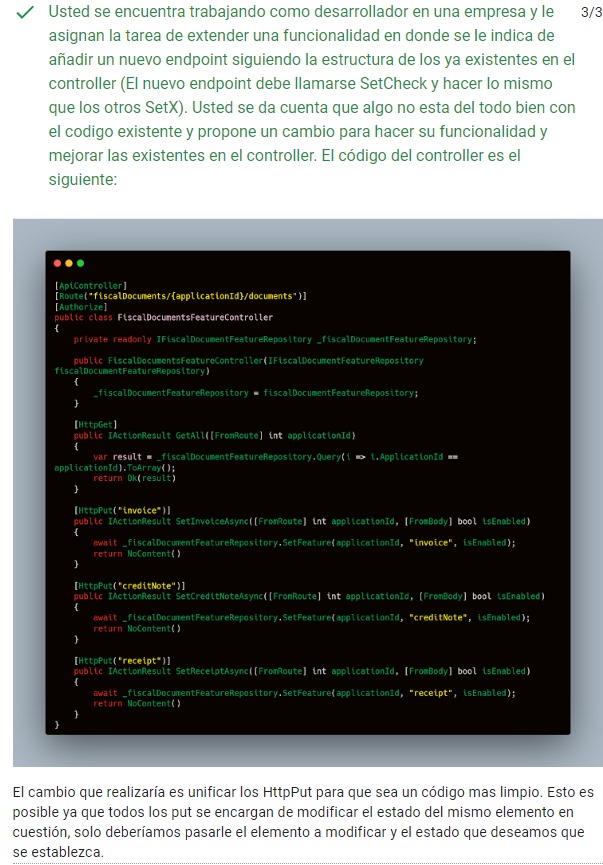 Usted se encuentra trabajando como desarrollador en una empresa y le
3/3
asignan la tarea de extender una funcionalidad en donde se le indica de
añadir un nuevo endpoint siguiendo la estructura de los ya existentes en el
controller (El nuevo endpoint debe llamarse SetCheck y hacer lo mismo
que los otros SetX). Usted se da cuenta que algo no esta del todo bien con
el codigo existente y propone un cambio para hacer su funcionalidad y
mejorar las existentes en el controller. El código del controller es el
siguiente:
[ApiController]
[Route("fiscalDocuments/{applicationId}/documents")]
[Authorize]
public class FiscalDocumentsFeatureController
{
private readonly IFiscalDocumentFeatureRepository _fiscalDocumentFeatureRepository;
public FiscalDocumentsFeatureController(IFiscalDocumentFeatureRepository
fiscalDocumentFeatureRepository)
{
_fiscalDocumentFeatureRepository = fiscalDocumentFeatureRepository;
}
[HttpGet]
public IActionResult GetAll([FromRoute] int applicationId)
{
var result = _fiscalDocumentFeatureRepository.Query(i => i.ApplicationId ==
applicationId).ToArray();
return Ok(result)
}
[HttpPut("invoice")]
public IActionResult SetInvoiceAsync([FromRoute] int applicationId, [FromBody] bool isEnabled)
{
await _fiscalDocumentFeatureRepository.SetFeature(applicationId, "invoice", isEnabled);
return NoContent()
}
[HttpPut("creditNote")]
public IActionResult SetCreditNoteAsync([FromRoute] int applicationId, [FromBody] bool isEnabled)
{
await _fiscalDocumentFeatureRepository.SetFeature(applicationId, "creditNote", isEnabled);
return NoContent()
}
[HttpPut("receipt")]
public IActionResult SetReceiptAsync([FromRoute] int applicationId, [FromBody] bool isEnabled)
{
await _fiscalDocumentFeatureRepository.SetFeature(applicationId, "receipt", isEnabled);
return NoContent()
}
}
El cambio que realizaría es unificar los HttpPut para que sea un código mas limpio. Esto es
posible ya que todos los put se encargan de modificar el estado del mismo elemento en
cuestión, solo deberíamos pasarle el elemento a modificar y el estado que deseamos que
se establezca.